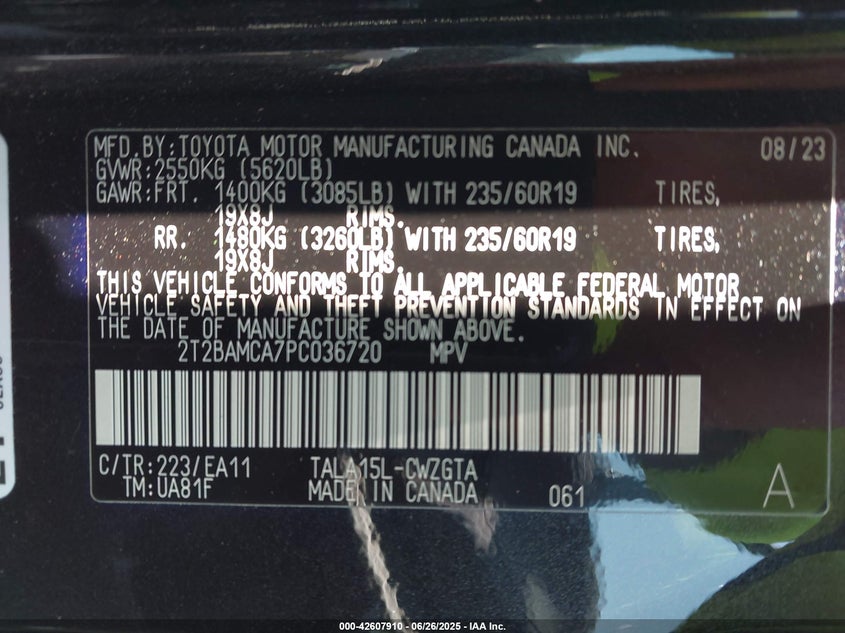 MFD. BY: TOYOTA MOTOR MANUFACTURING CANADA INC. 08/23
GVWR: 2550KG (5620LB)
GAWR: FRT. 1400KG (3085LB) WITH 235/60R19 TIRES,
19X8J RIMS.
RR. 1480KG (3260LB) WITH 235/60R19 TIRES,
19X8J RIMS.
THIS VEHICLE CONFORMS TO ALL APPLICABLE FEDERAL MOTOR
VEHICLE SAFETY AND THEFT PREVENTION STANDARDS IN EFFECT ON
THE DATE OF MANUFACTURE SHOWN ABOVE.
2T2BAMCA7PC036720 MPV
C/TR: 223/EA11 TALA15L-CWZGTA
TM: UA81F MADE IN CANADA 061 A
000-42607910 - 06/26/2025 - IAA Inc.